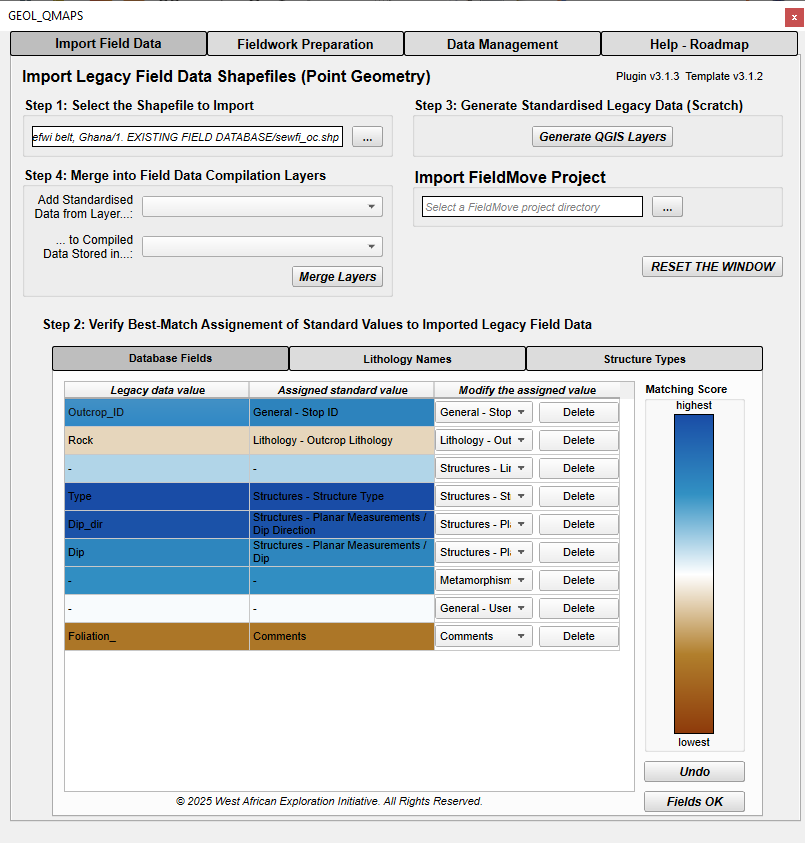 GEOL_QMAPS
x
Import Field Data
Fieldwork Preparation
Data Management
Help - Roadmap
Import Legacy Field Data Shapefiles (Point Geometry)
Plugin v3.1.3 Template v3.1.2
Step 1: Select the Shapefile to Import
efwi belt, Ghana/1. EXISTING FIELD DATABASE/sewfi_oc.shp
...
Step 3: Generate Standardised Legacy Data (Scratch)
Generate QGIS Layers
Step 4: Merge into Field Data Compilation Layers
Add Standardised
Data from Layer...:
... to Compiled
Data Stored in...:
Merge Layers
Import FieldMove Project
Select a FieldMove project directory
...
RESET THE WINDOW
Step 2: Verify Best-Match Assignement of Standard Values to Imported Legacy Field Data
Database Fields
Lithology Names
Structure Types
Legacy data value Assigned standard value Modify the assigned value
Outcrop_ID General - Stop ID General - Stop Delete
Rock Lithology - Outcrop Lithology Lithology - Out Delete
- - Structures - Lir Delete
Type Structures - Structure Type Structures - St Delete
Dip_dir Structures - Planar Measurements /
Dip Direction Structures - Pl Delete
Dip Structures - Planar Measurements /
Dip Structures - Pl Delete
- - Metamorphism Delete
- - General - User Delete
Foliation_ Comments Comments Delete
Matching Score
highest
lowest
Undo
Fields OK
© 2025 West African Exploration Initiative. All Rights Reserved.